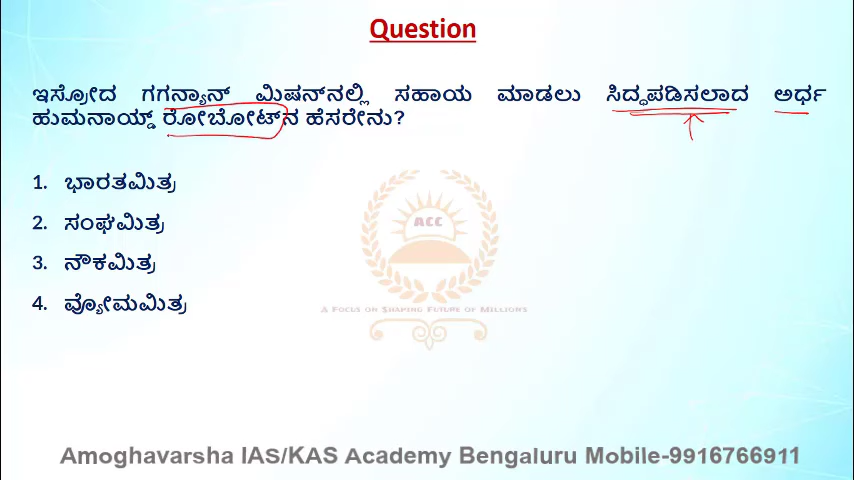 Question
ಇಸ್ರೋದ ಗಗನ್ಯಾನ್ ಮಿಷನ್‌ನಲ್ಲಿ ಸಹಾಯ ಮಾಡಲು ಸಿದ್ಧಪಡಿಸಲಾದ ಅರ್ಧ
ಹುಮನಾಯ್ಡ್ ರೋಬೋಟ್‌ನ ಹೆಸರೇನು?
1. ಭಾರತಮಿತ್ರ
2. ಸಂಘಮಿತ್ರ
3. ನೌಕಮಿತ್ರ
4. ವ್ಯೋಮಮಿತ್ರ
ACC
A Focus on Shaping Future of Millions
Amoghavarsha IAS/KAS Academy Bengaluru Mobile-9916766911